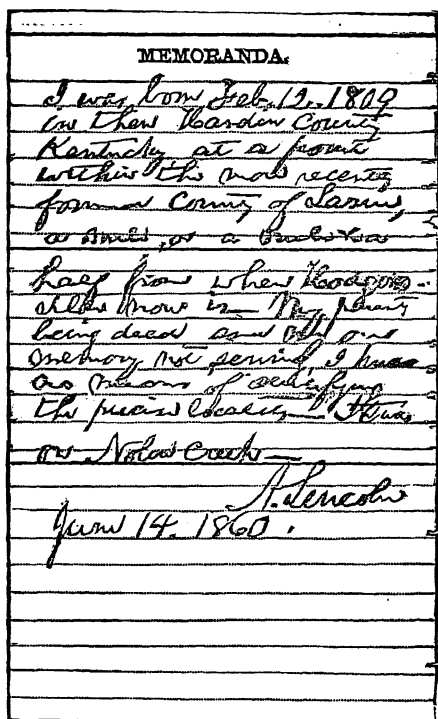 MEMORANDA.
I was born Feb. 12. 1809
in then Hardin County
Kentucky, at a point
within the now recently
formed County of Larue,
a mile, or a mile & a
half from where Hodgens-
ville now is— My parents
being dead and my own
memory not serving, I know
no means of identifying
the precise locality— It was
on Nolin Creek—
A. Lincoln
June 14. 1860.